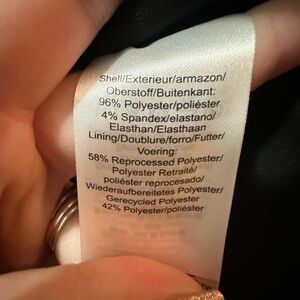 Shell/Exterieur/armazon/
Oberstoff/Buitenkant:
96% Polyester/poliéster
4% Spandex/elastano/
Elasthan/Elasthaan
Lining/Doublure/forro/Futter/
Voering:
58% Reprocessed Polyester/
Polyester Retraité/
poliéster reprocesado/
Wiederaufbereitetes Polyester/
Gerecycled Polyester
42% Polyester/poliéster